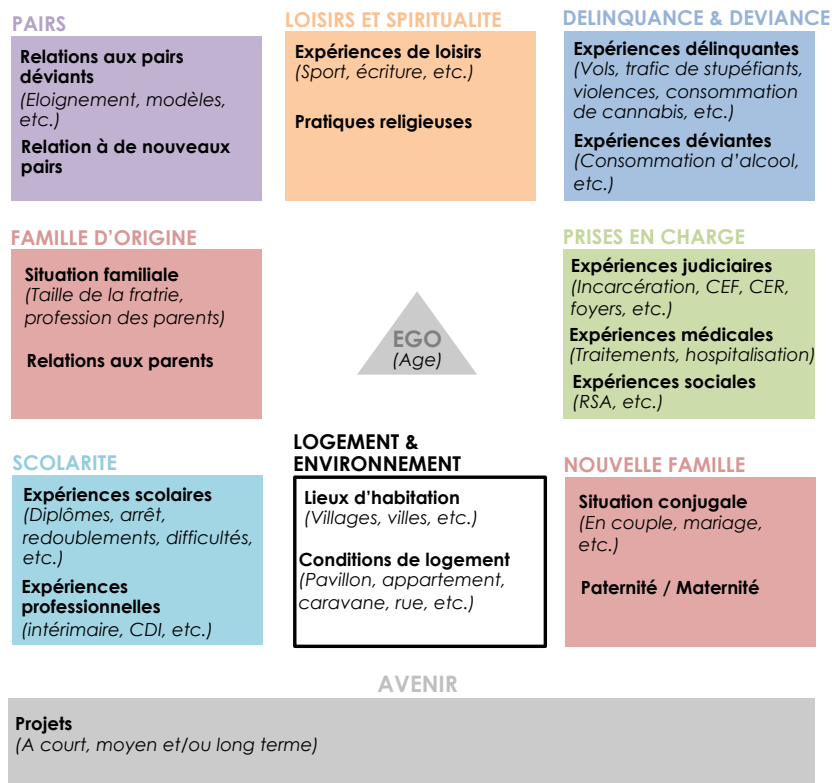 PAIRS
Relations aux pairs
déviants
(Eloignement, modèles,
etc.)
Relation à de nouveaux
pairs
LOISIRS ET SPIRITUALITE
Expériences de loisirs
(Sport, écriture, etc.)
Pratiques religieuses
DELINQUANCE & DEVIANCE
Expériences délinquantes
(Vols, trafic de stupéfiants,
violences, consommation
de cannabis, etc.)
Expériences déviantes
(Consommation d'alcool,
etc.)
FAMILLE D'ORIGINE
Situation familiale
(Taille de la fratrie,
profession des parents)
Relations aux parents
EGO
(Age)
PRISES EN CHARGE
Expériences judiciaires
(Incarcération, CEF, CER,
foyers, etc.)
Expériences médicales
(Traitements, hospitalisation)
Expériences sociales
(RSA, etc.)
SCOLARITE
Expériences scolaires
(Diplômes, arrêt,
redoublements, difficultés,
etc.)
Expériences
professionnelles
(intérimaire, CDI, etc.)
LOGEMENT &
ENVIRONNEMENT
Lieux d'habitation
(Villages, villes, etc.)
Conditions de logement
(Pavillon, appartement,
caravane, rue, etc.)
NOUVELLE FAMILLE
Situation conjugale
(En couple, mariage,
etc.)
Paternité / Maternité
AVENIR
Projets
(A court, moyen et/ou long terme)